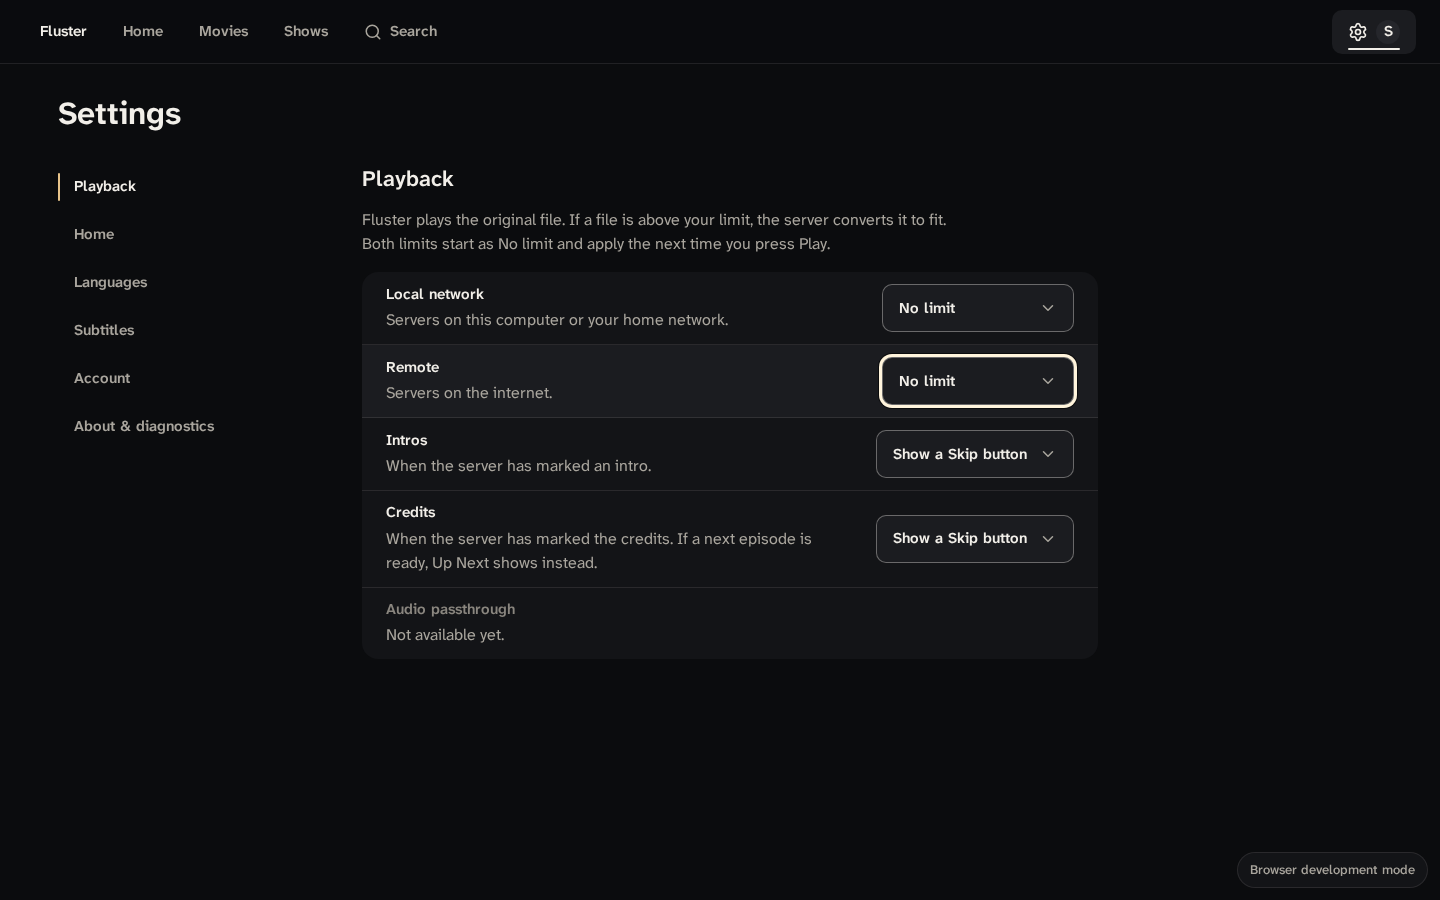 Fluster
Home
Movies
Shows
Search
S
Settings
Playback
Home
Languages
Subtitles
Account
About & diagnostics
Playback
Fluster plays the original file. If a file is above your limit, the server converts it to fit.
Both limits start as No limit and apply the next time you press Play.
Local network
Servers on this computer or your home network.
No limit
Remote
Servers on the internet.
No limit
Intros
When the server has marked an intro.
Show a Skip button
Credits
When the server has marked the credits. If a next episode is
ready, Up Next shows instead.
Show a Skip button
Audio passthrough
Not available yet.
Browser development mode